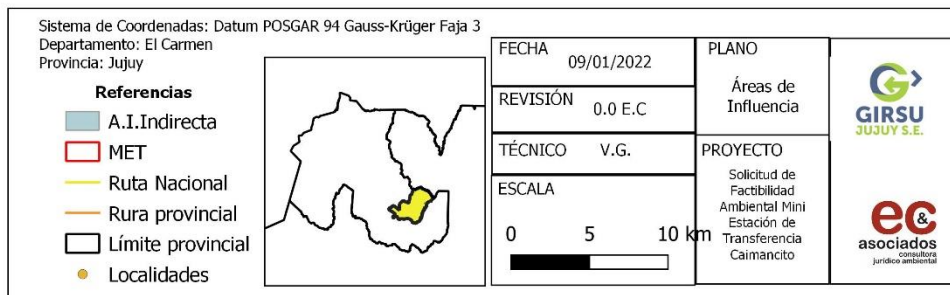 Sistema de Coordenadas: Datum POSGAR 94 Gauss-Krüger Faja 3
Departamento: El Carmen
Provincia: Jujuy
Referencias
A.I.Indirecta
MET
Ruta Nacional
Rura provincial
Límite provincial
Localidades
FECHA
09/01/2022
REVISIÓN
0.0 E.C
TÉCNICO V.G.
ESCALA
0 5 10 km
PLANO
Áreas de
Influencia
PROYECTO
Solicitud de
Factibilidad
Ambiental Mini
Estación de
Transferencia
Caimancito
GIRSU
JUJUY S.E.
e&
asociados
consultora
jurídico ambiental